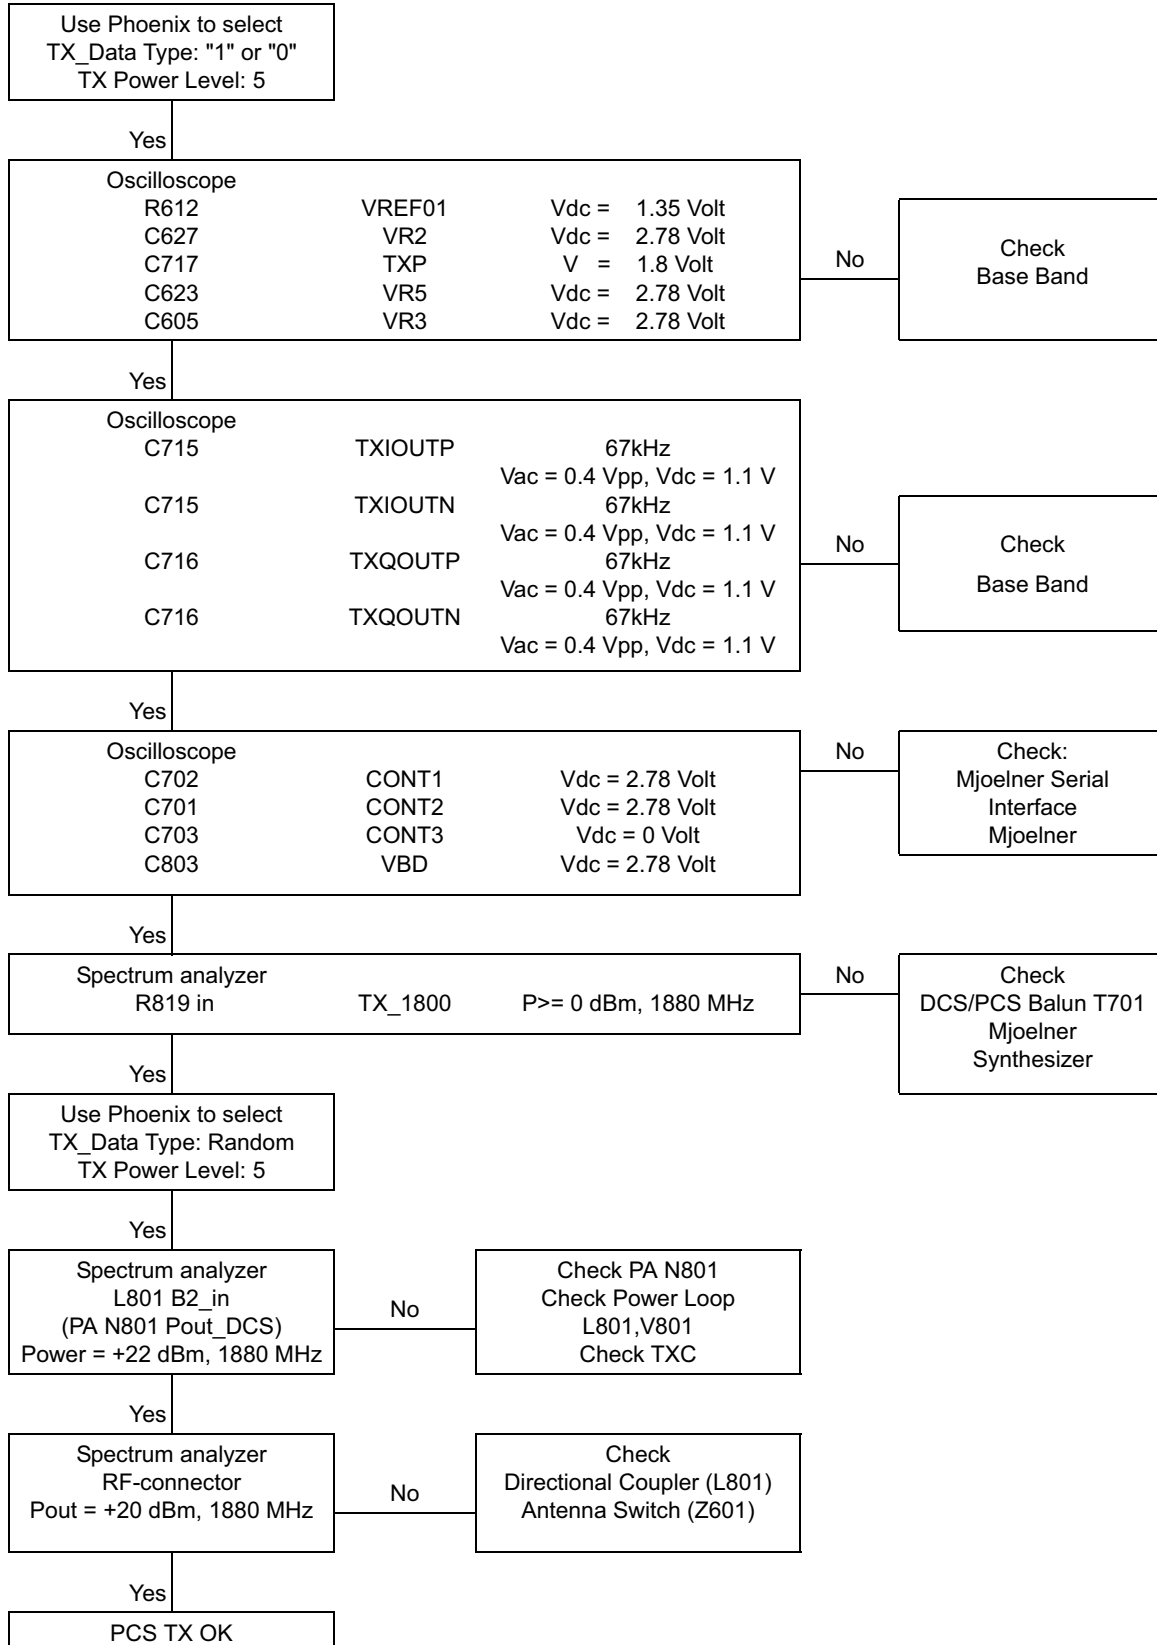 Use Phoenix to select
TX_Data Type: "1" or "0"
TX Power Level: 5
Yes
Oscilloscope
R612 VREF01 Vdc = 1.35 Volt
C627 VR2 Vdc = 2.78 Volt
C717 TXP V = 1.8 Volt
C623 VR5 Vdc = 2.78 Volt
C605 VR3 Vdc = 2.78 Volt
No
Check
Base Band
Yes
Oscilloscope
C715 TXIOUTP 67kHz
Vac = 0.4 Vpp, Vdc = 1.1 V
C715 TXIOUTN 67kHz
Vac = 0.4 Vpp, Vdc = 1.1 V
C716 TXQOUTP 67kHz
Vac = 0.4 Vpp, Vdc = 1.1 V
C716 TXQOUTN 67kHz
Vac = 0.4 Vpp, Vdc = 1.1 V
No
Check
Base Band
Yes
Oscilloscope
C702 CONT1 Vdc = 2.78 Volt
C701 CONT2 Vdc = 2.78 Volt
C703 CONT3 Vdc = 0 Volt
C803 VBD Vdc = 2.78 Volt
No
Check:
Mjoelner Serial
Interface
Mjoelner
Yes
Spectrum analyzer
R819 in TX_1800 P>= 0 dBm, 1880 MHz
No
Check
DCS/PCS Balun T701
Mjoelner
Synthesizer
Yes
Use Phoenix to select
TX_Data Type: Random
TX Power Level: 5
Yes
Spectrum analyzer
L801 B2_in
(PA N801 Pout_DCS)
Power = +22 dBm, 1880 MHz
No
Check PA N801
Check Power Loop
L801,V801
Check TXC
Yes
Spectrum analyzer
RF-connector
Pout = +20 dBm, 1880 MHz
No
Check
Directional Coupler (L801)
Antenna Switch (Z601)
Yes
PCS TX OK